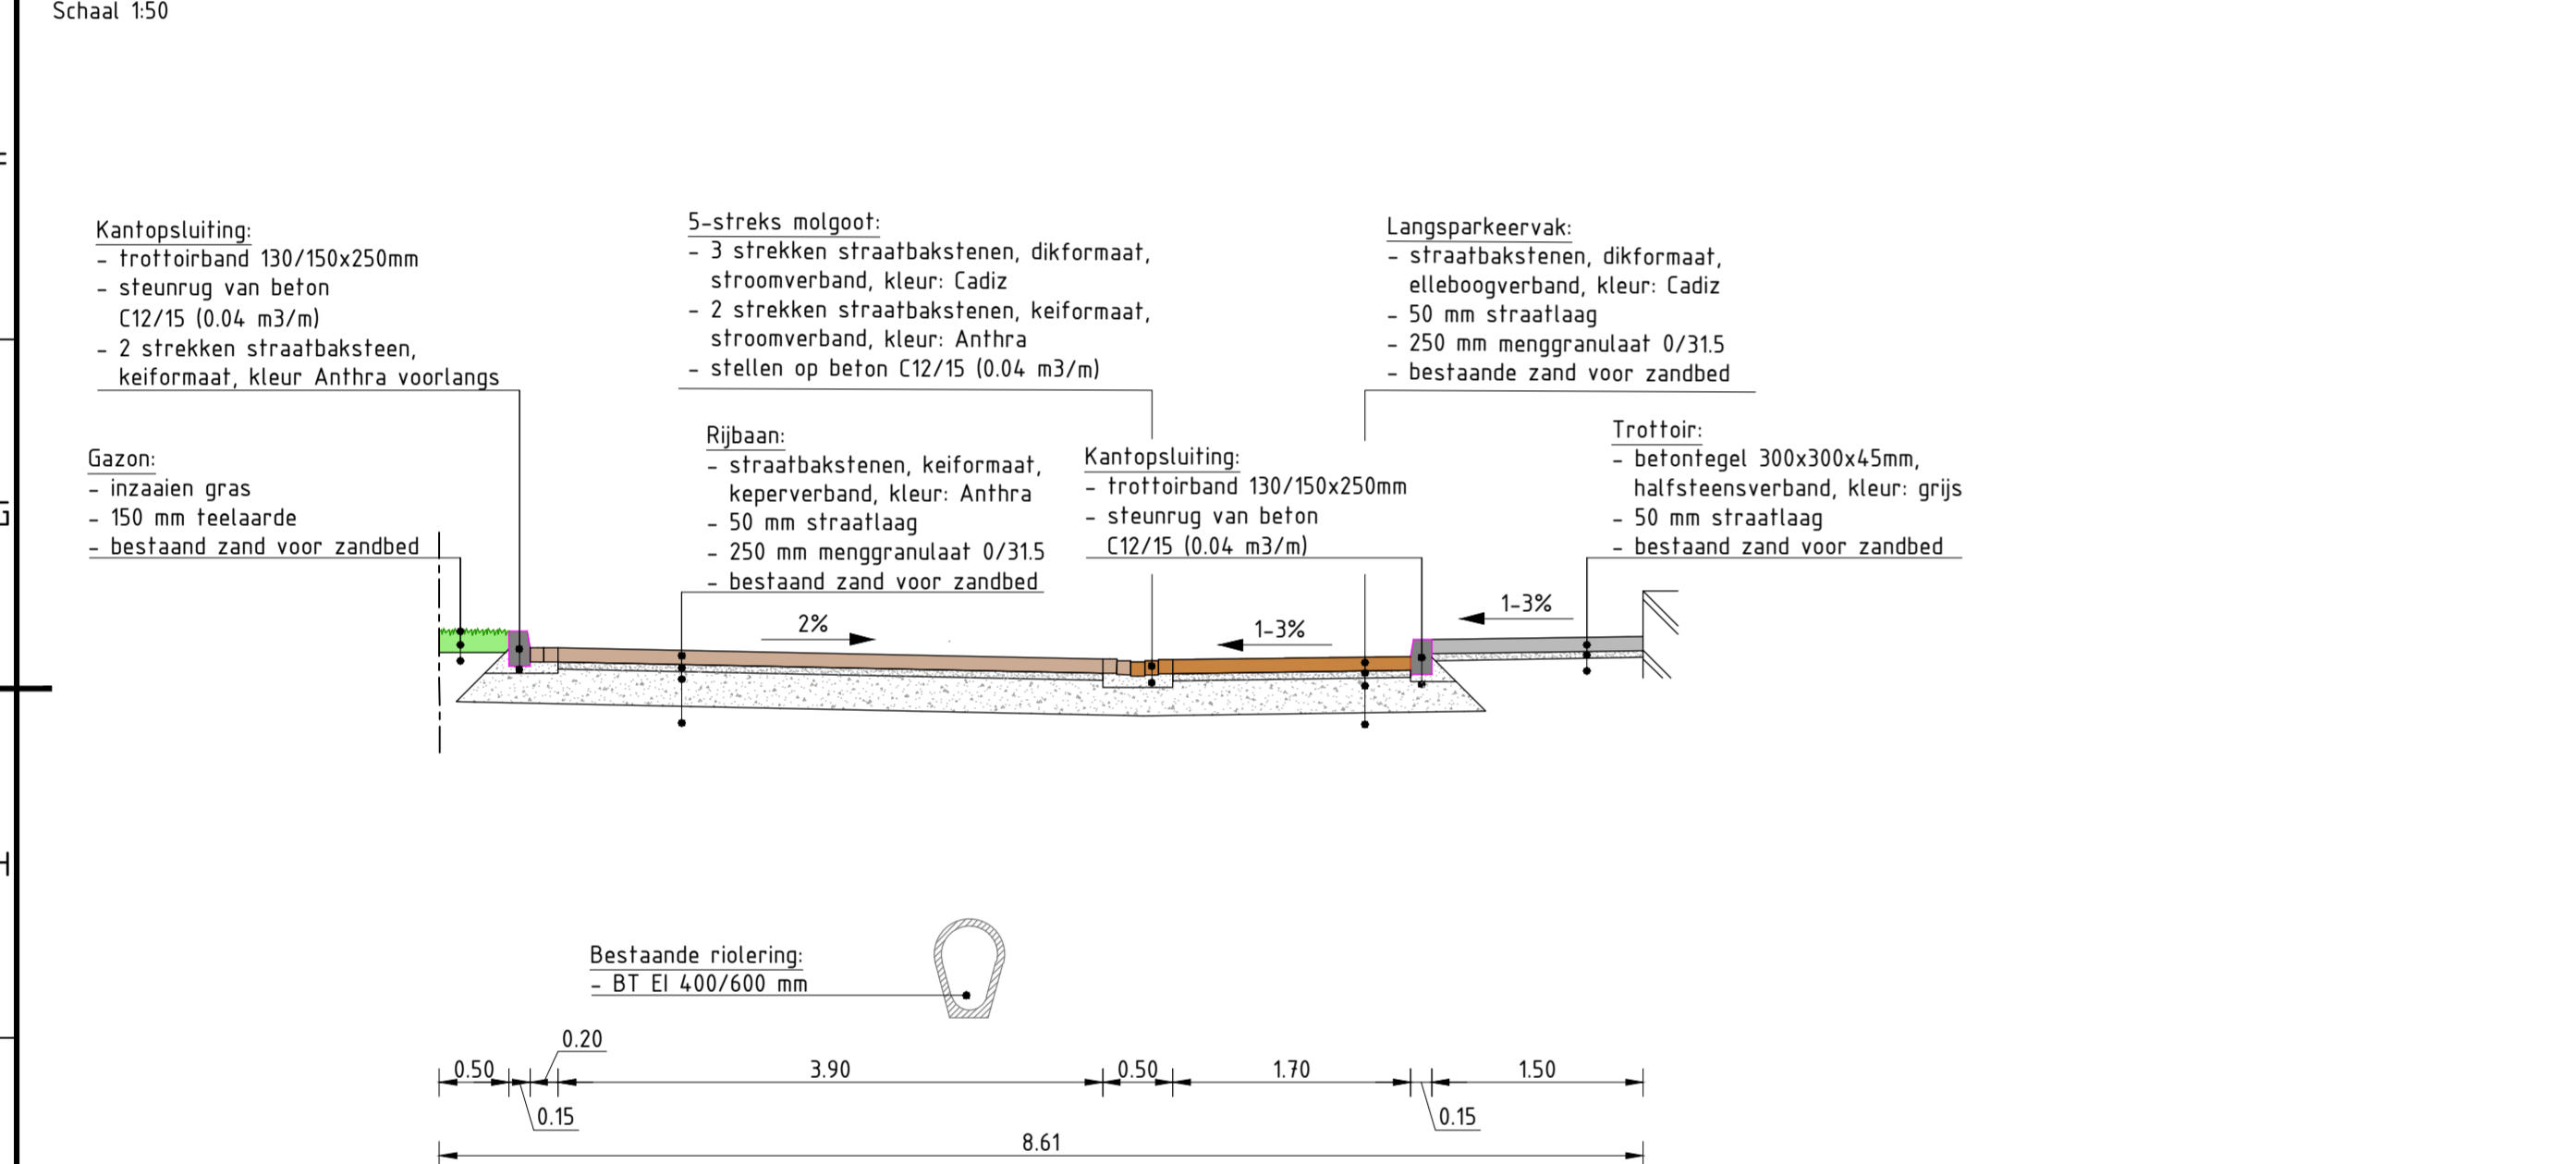 Schaal 1:50
Kantopsluiting:
- trottoirband 130/150x250mm
- steunrug van beton
C12/15 (0.04 m3/m)
- 2 strekken straatbaksteen,
keiformaat, kleur Anthra voorlangs
5-streks molgoot:
- 3 strekken straatbakstenen, dikformaat,
stroomverband, kleur: Cadiz
- 2 strekken straatbakstenen, keiformaat,
stroomverband, kleur: Anthra
- stellen op beton C12/15 (0.04 m3/m)
Langsparkeervak:
- straatbakstenen, dikformaat,
elleboogverband, kleur: Cadiz
- 50 mm straatlaag
- 250 mm menggranulaat 0/31.5
- bestaande zand voor zandbed
Gazon:
- inzaaien gras
- 150 mm teelaarde
- bestaand zand voor zandbed
Rijbaan:
- straatbakstenen, keiformaat,
keperverband, kleur: Anthra
- 50 mm straatlaag
- 250 mm menggranulaat 0/31.5
- bestaand zand voor zandbed
Kantopsluiting:
- trottoirband 130/150x250mm
- steunrug van beton
C12/15 (0.04 m3/m)
Trottoir:
- betontegel 300x300x45mm,
halfsteensverband, kleur: grijs
- 50 mm straatlaag
- bestaand zand voor zandbed
2%
1-3%
1-3%
Bestaande riolering:
- BT EI 400/600 mm
0.50
0.15
0.20
3.90
0.50
1.70
0.15
1.50
8.61
H